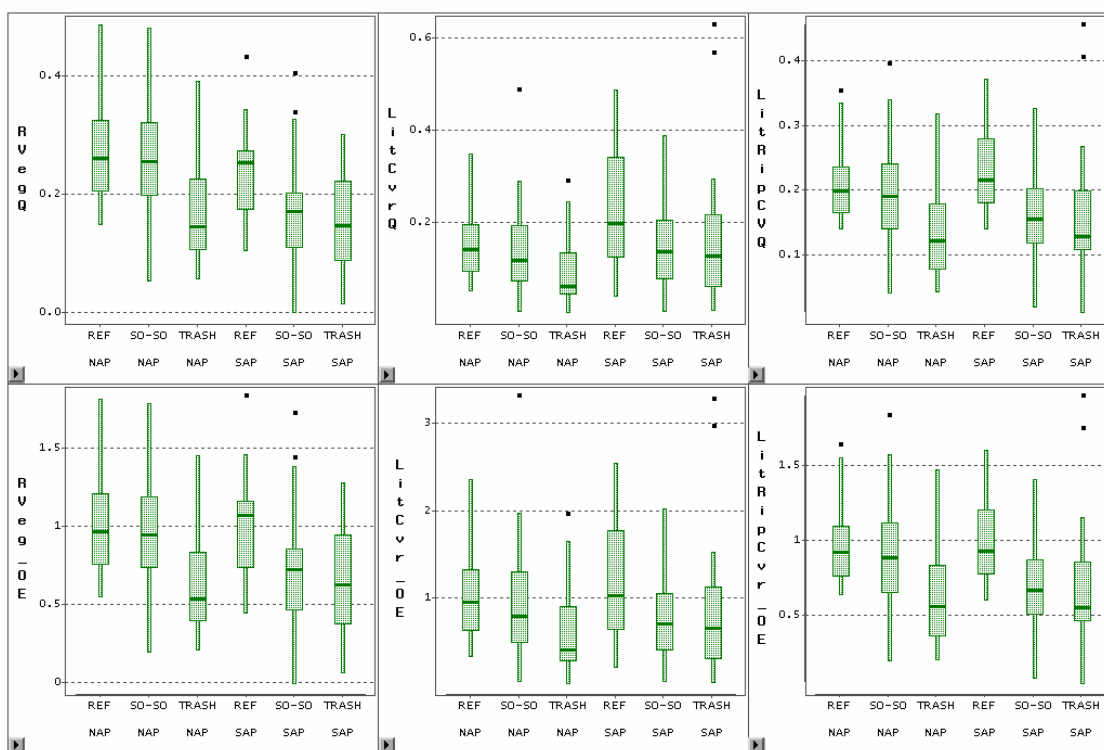 RVegQ
0.4
0.2
0.0
REF SO-SO TRASH REF SO-SO TRASH
NAP NAP NAP SAP SAP SAP
LitCvrQ
0.6
0.4
0.2
REF SO-SO TRASH REF SO-SO TRASH
NAP NAP NAP SAP SAP SAP
LitRipCVQ
0.4
0.3
0.2
0.1
REF SO-SO TRASH REF SO-SO TRASH
NAP NAP NAP SAP SAP SAP
RVeg_OE
1.5
1
0.5
0
REF SO-SO TRASH REF SO-SO TRASH
NAP NAP NAP SAP SAP SAP
LitCvr_OE
3
2
1
REF SO-SO TRASH REF SO-SO TRASH
NAP NAP NAP SAP SAP SAP
LitRipCvr_OE
1.5
1
0.5
REF SO-SO TRASH REF SO-SO TRASH
NAP NAP NAP SAP SAP SAP